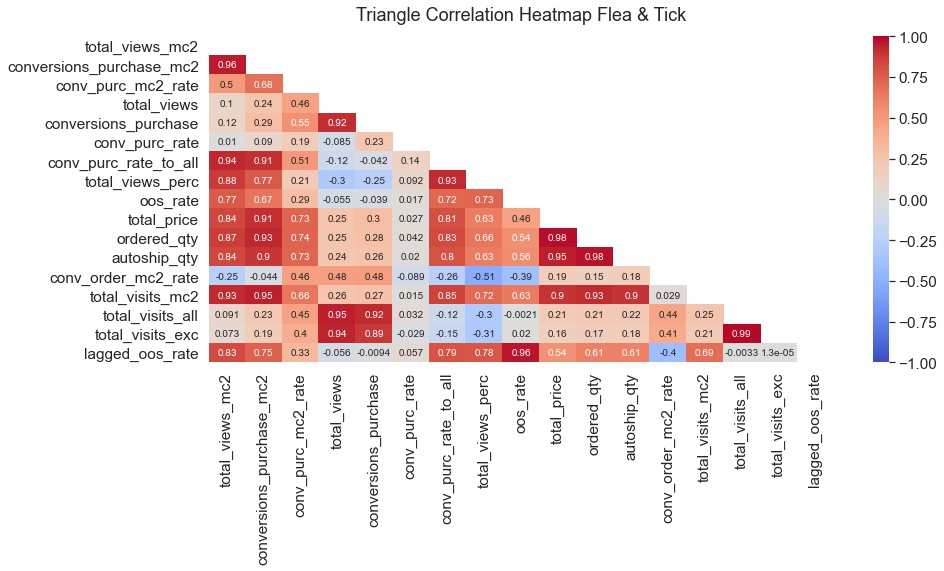 Triangle Correlation Heatmap Flea & Tick
total_views_mc2
conversions_purchase_mc2 0.96
conv_purc_mc2_rate 0.5 0.68
total_views 0.1 0.24 0.46
conversions_purchase 0.12 0.29 0.55 0.92
conv_purc_rate 0.01 0.09 0.19 -0.085 0.23
conv_purc_rate_to_all 0.94 0.91 0.51 -0.12 -0.042 0.14
total_views_perc 0.88 0.77 0.21 -0.3 -0.25 0.092 0.93
oos_rate 0.77 0.67 0.29 -0.055 -0.039 0.017 0.72 0.73
total_price 0.84 0.91 0.73 0.25 0.3 0.027 0.81 0.63 0.46
ordered_qty 0.87 0.93 0.74 0.25 0.28 0.042 0.83 0.66 0.54 0.98
autoship_qty 0.84 0.9 0.73 0.24 0.26 0.02 0.8 0.63 0.56 0.95 0.98
conv_order_mc2_rate -0.25 -0.044 0.46 0.48 0.48 -0.089 -0.26 -0.51 -0.39 0.19 0.15 0.18
total_visits_mc2 0.93 0.95 0.66 0.26 0.27 0.015 0.85 0.72 0.63 0.9 0.93 0.9 0.029
total_visits_all 0.091 0.23 0.45 0.95 0.92 0.032 -0.12 -0.3 -0.0021 0.21 0.21 0.22 0.44 0.25
total_visits_exc 0.073 0.19 0.4 0.94 0.89 -0.029 -0.15 -0.31 0.02 0.16 0.17 0.18 0.41 0.21 0.99
lagged_oos_rate 0.83 0.75 0.33 -0.056 -0.0094 0.057 0.79 0.78 0.96 0.54 0.61 0.61 -0.4 0.69 -0.0033 1.3e-05
total_views_mc2
conversions_purchase_mc2
conv_purc_mc2_rate
total_views
conversions_purchase
conv_purc_rate
conv_purc_rate_to_all
total_views_perc
oos_rate
total_price
ordered_qty
autoship_qty
conv_order_mc2_rate
total_visits_mc2
total_visits_all
total_visits_exc
lagged_oos_rate
1.00
0.75
0.50
0.25
0.00
−0.25
−0.50
−0.75
−1.00